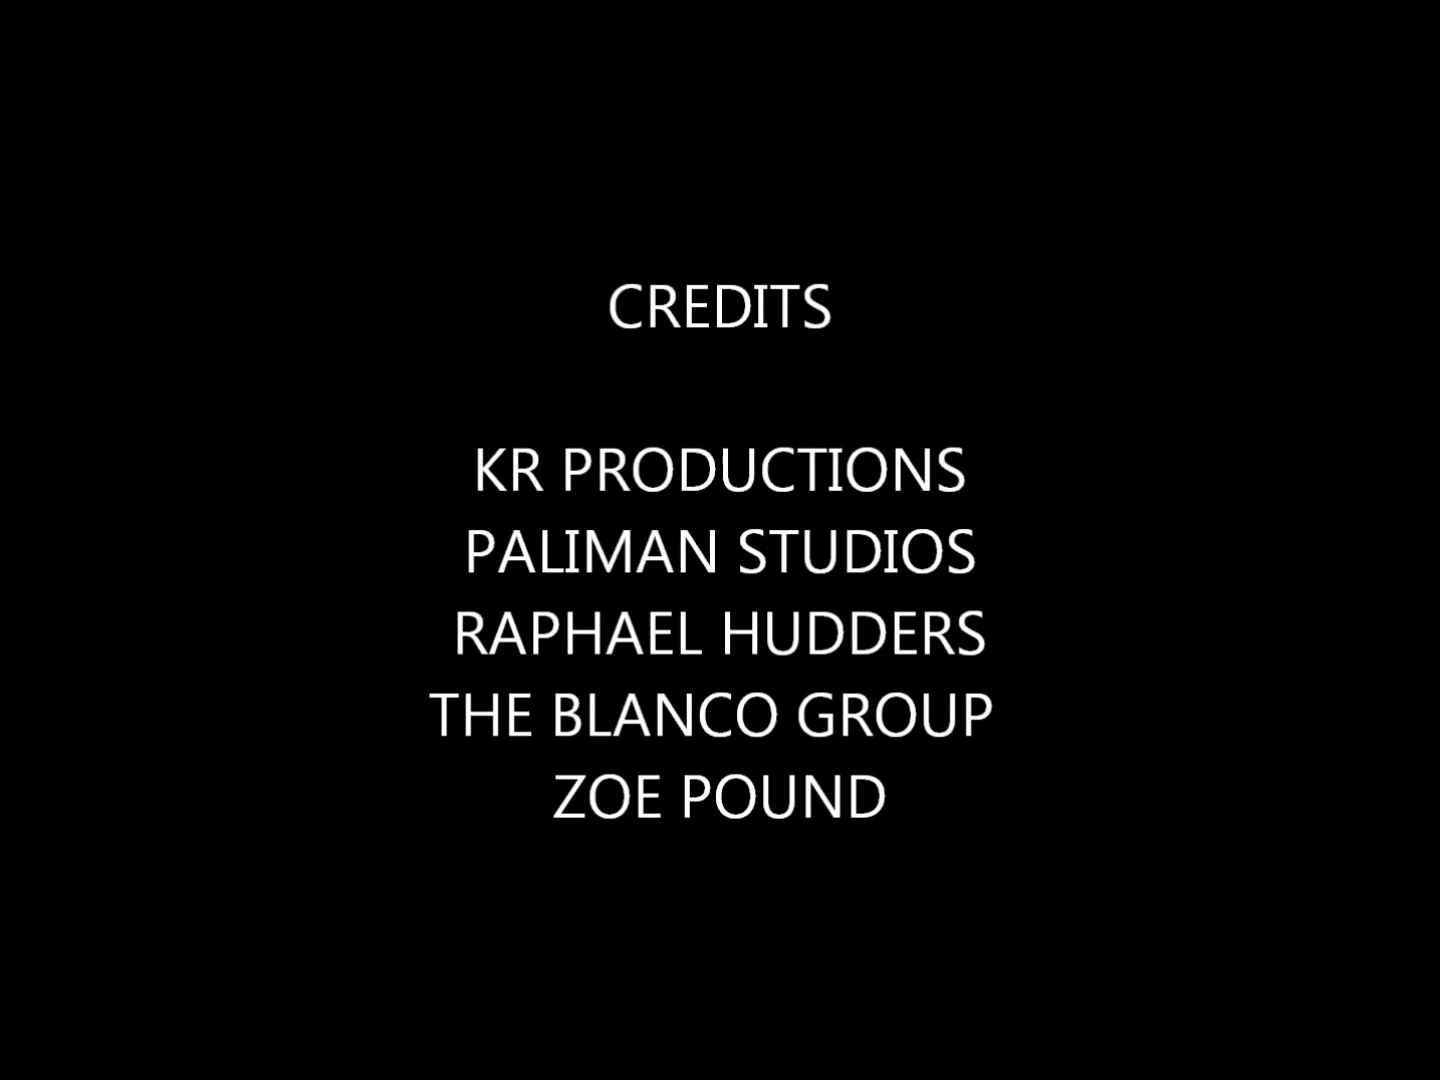 CREDITS
KR PRODUCTIONS
PALIMAN STUDIOS
RAPHAEL HUDDERS
THE BLANCO GROUP
ZOE POUND